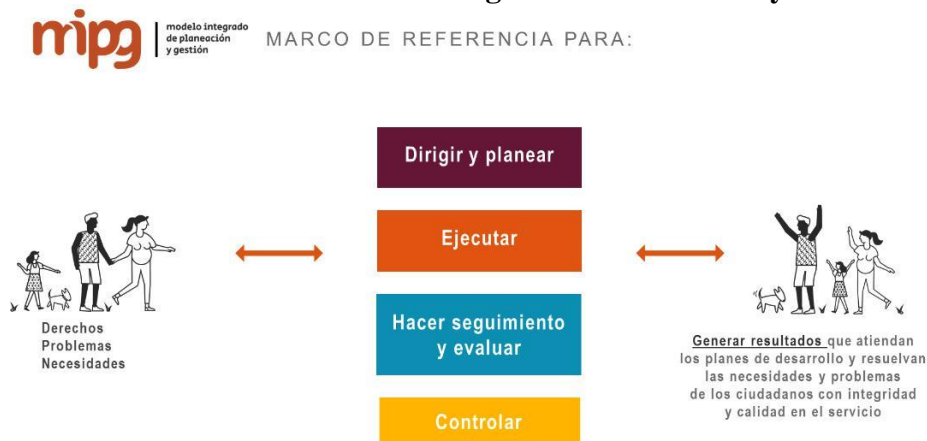 mipg
modelo integrado
de planeación
y gestión
MARCO DE REFERENCIA PARA:
Dirigir y planear
Ejecutar
Hacer seguimiento
y evaluar
Controlar
Derechos
Problemas
Necesidades
Generar resultados que atiendan
los planes de desarrollo y resuelvan
las necesidades y problemas
de los ciudadanos con integridad
y calidad en el servicio